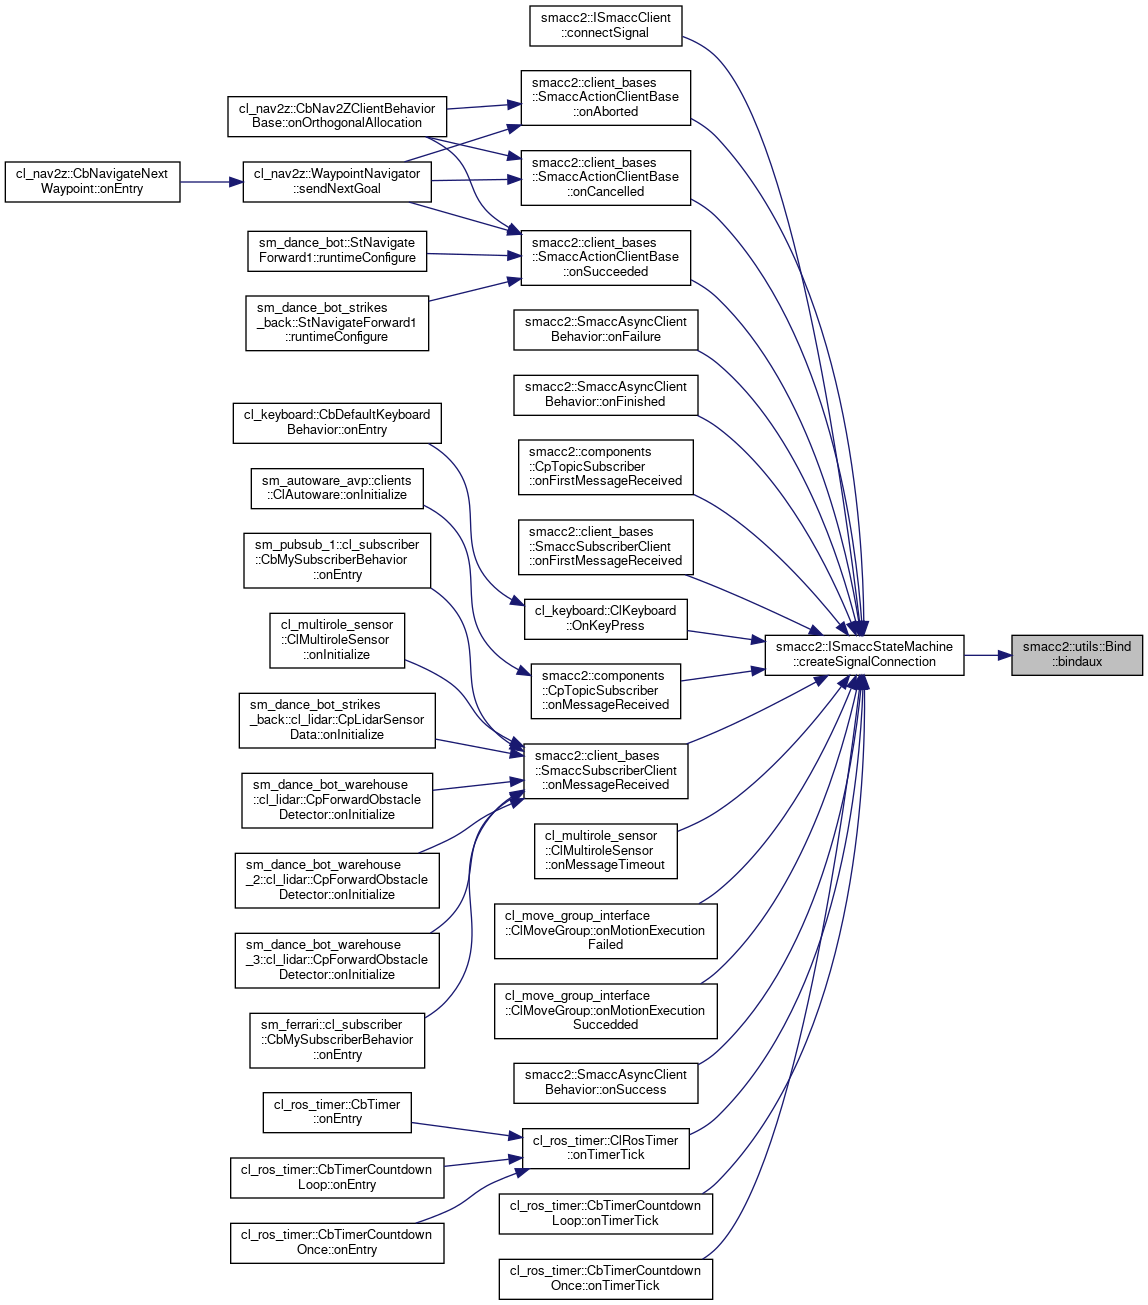 smacc2::ISmaccClient
::connectSignal
smacc2::client_bases
::SmaccActionClientBase
::onAborted
cl_nav2z::CbNav2ZClientBehavior
Base::onOrthogonalAllocation
smacc2::client_bases
::SmaccActionClientBase
::onCancelled
cl_nav2z::CbNavigateNext
Waypoint::onEntry
cl_nav2z::WaypointNavigator
::sendNextGoal
sm_dance_bot::StNavigate
Forward1::runtimeConfigure
smacc2::client_bases
::SmaccActionClientBase
::onSucceeded
sm_dance_bot_strikes
_back::StNavigateForward1
::runtimeConfigure
smacc2::SmaccAsyncClient
Behavior::onFailure
smacc2::SmaccAsyncClient
Behavior::onFinished
cl_keyboard::CbDefaultKeyboard
Behavior::onEntry
smacc2::components
::CpTopicSubscriber
::onFirstMessageReceived
sm_autoware_avp::clients
::ClAutoware::onInitialize
smacc2::client_bases
::SmaccSubscriberClient
::onFirstMessageReceived
sm_pubsub_1::cl_subscriber
::CbMySubscriberBehavior
::onEntry
cl_keyboard::ClKeyboard
::OnKeyPress
cl_multirole_sensor
::ClMultiroleSensor
::onInitialize
smacc2::ISmaccStateMachine
::createSignalConnection
smacc2::utils::Bind
::bindaux
smacc2::components
::CpTopicSubscriber
::onMessageReceived
sm_dance_bot_strikes
_back::cl_lidar::CpLidarSensor
Data::onInitialize
smacc2::client_bases
::SmaccSubscriberClient
::onMessageReceived
sm_dance_bot_warehouse
::cl_lidar::CpForwardObstacle
Detector::onInitialize
cl_multirole_sensor
::ClMultiroleSensor
::onMessageTimeout
sm_dance_bot_warehouse
_2::cl_lidar::CpForwardObstacle
Detector::onInitialize
cl_move_group_interface
::ClMoveGroup::onMotionExecution
Failed
sm_dance_bot_warehouse
_3::cl_lidar::CpForwardObstacle
Detector::onInitialize
cl_move_group_interface
::ClMoveGroup::onMotionExecution
Succedded
sm_ferrari::cl_subscriber
::CbMySubscriberBehavior
::onEntry
smacc2::SmaccAsyncClient
Behavior::onSuccess
cl_ros_timer::CbTimer
::onEntry
cl_ros_timer::ClRosTimer
::onTimerTick
cl_ros_timer::CbTimerCountdown
Loop::onEntry
cl_ros_timer::CbTimerCountdown
Loop::onTimerTick
cl_ros_timer::CbTimerCountdown
Once::onEntry
cl_ros_timer::CbTimerCountdown
Once::onTimerTick